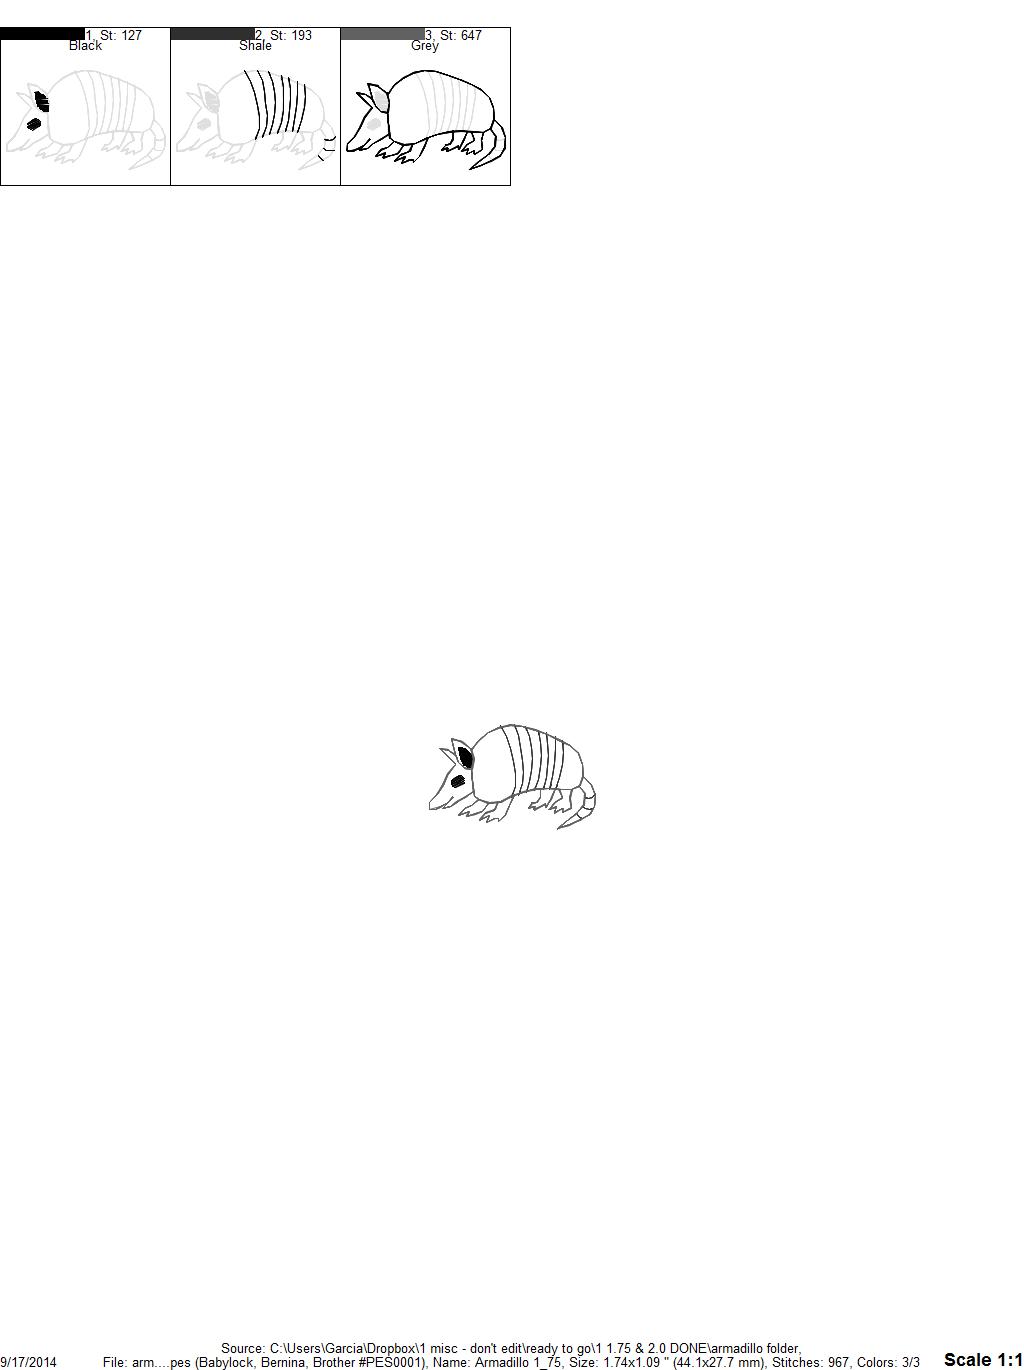 1, St: 127
Black
2, St: 193
Shale
3, St: 647
Grey
Source: C:\Users\Garcia\Dropbox\1 misc - don't edit\ready to go\1 1.75 & 2.0 DONE\armadillo folder,
9/17/2014 File: arm....pes (Babylock, Bernina, Brother #PES0001), Name: Armadillo 1_75, Size: 1.74x1.09 " (44.1x27.7 mm), Stitches: 967, Colors: 3/3 Scale 1:1